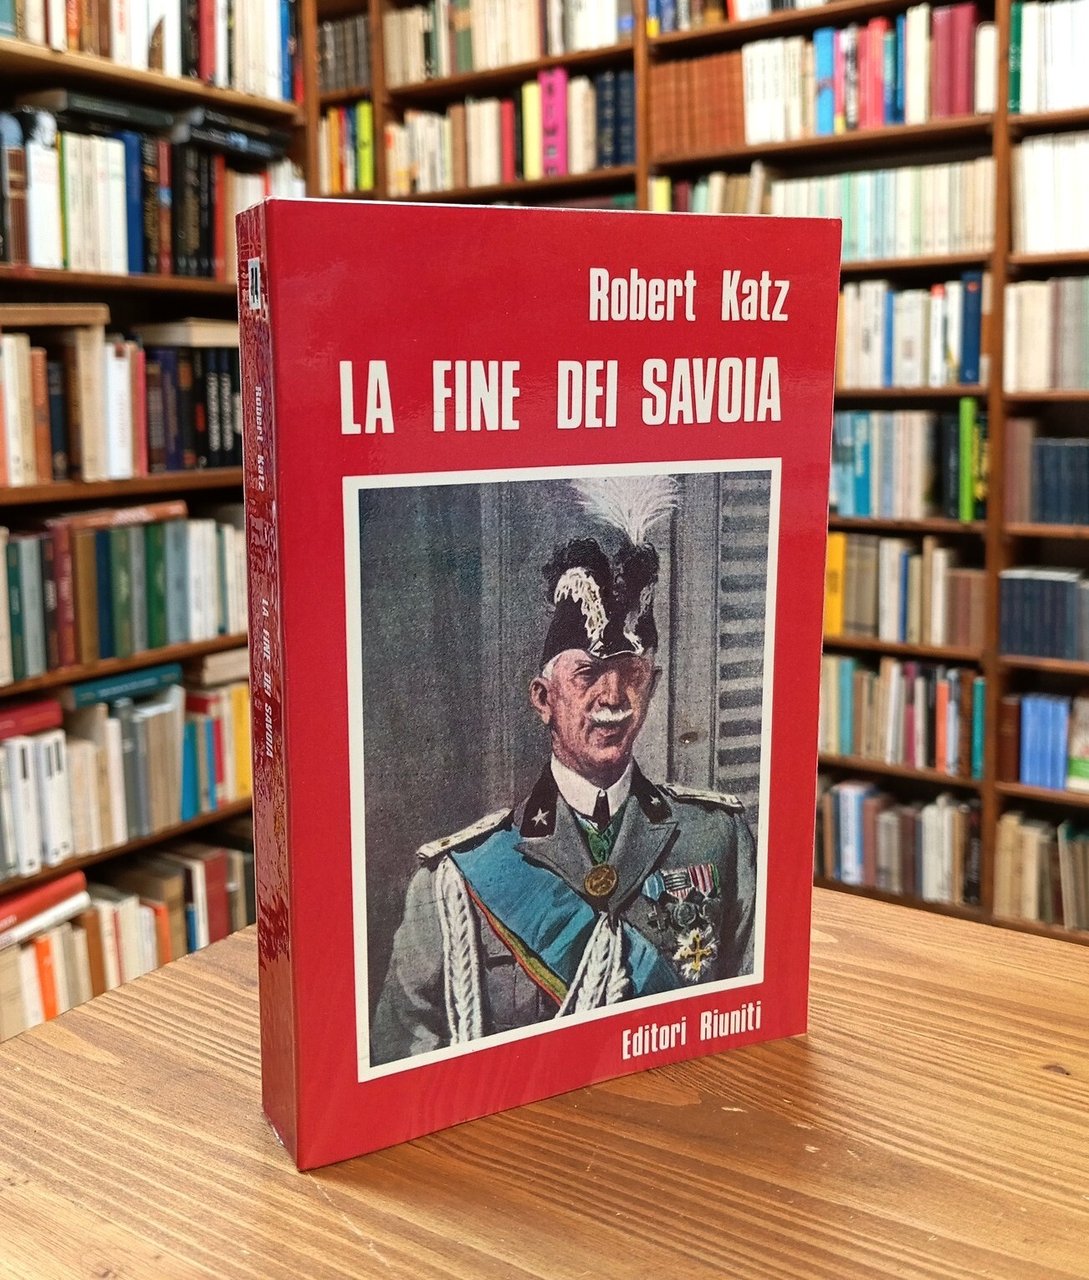 Robert Katz
LA FINE DEI SAVOIA
Editori Riuniti
Robert Katz
LA FINE DEI SAVOIA